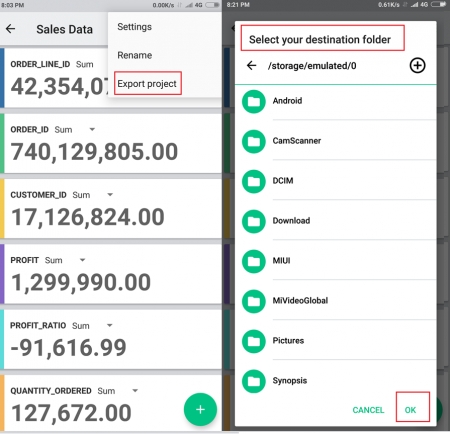 8:03 PM 0.00K/s 4G
Sales Data
Settings
Rename
Export project
ORDER_LINE_ID Sum
42,354,07
ORDER_ID Sum
740,129,805.00
CUSTOMER_ID Sum
17,126,824.00
PROFIT Sum
1,299,990.00
PROFIT_RATIO Sum
-91,616.99
QUANTITY_ORDERED Sum
127,672.00
+
8:21 PM 0.61K/s 4G
Select your destination folder
/storage/emulated/0
Android
CamScanner
DCIM
Download
MIUI
MiVideoGlobal
Pictures
Synopsis
CANCEL OK